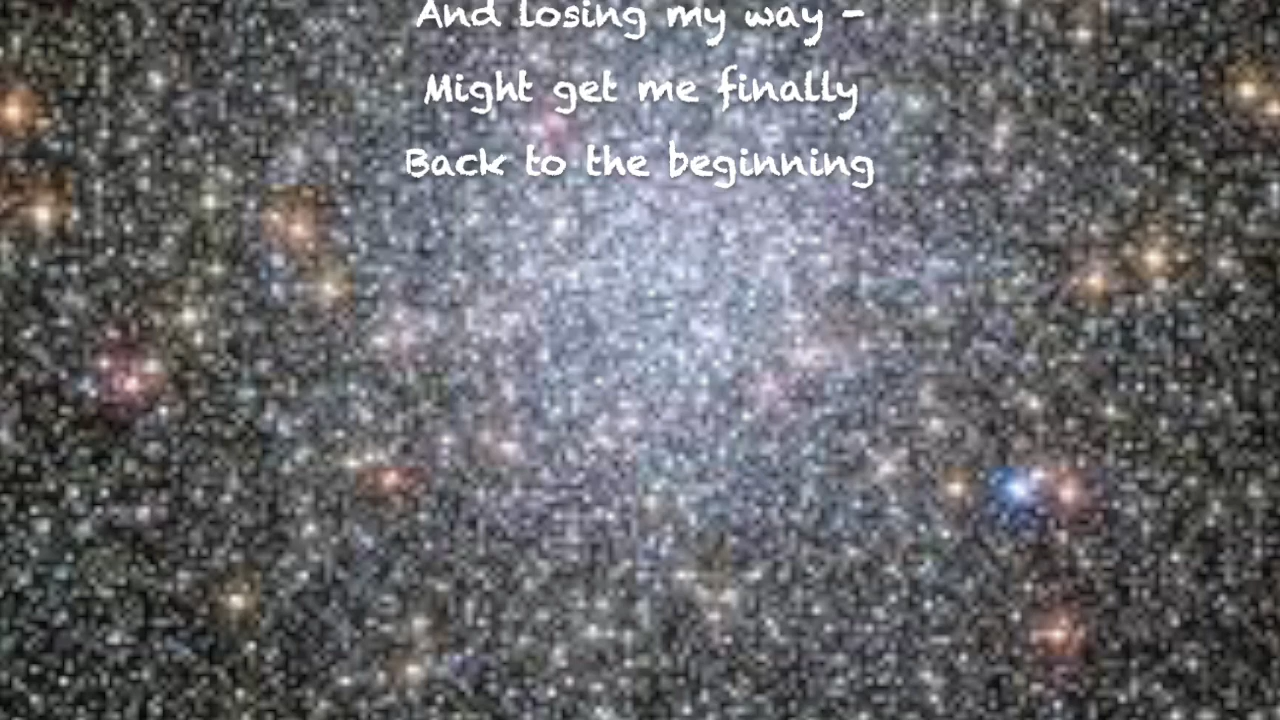 And losing my way -
Might get me finally
Back to the beginning